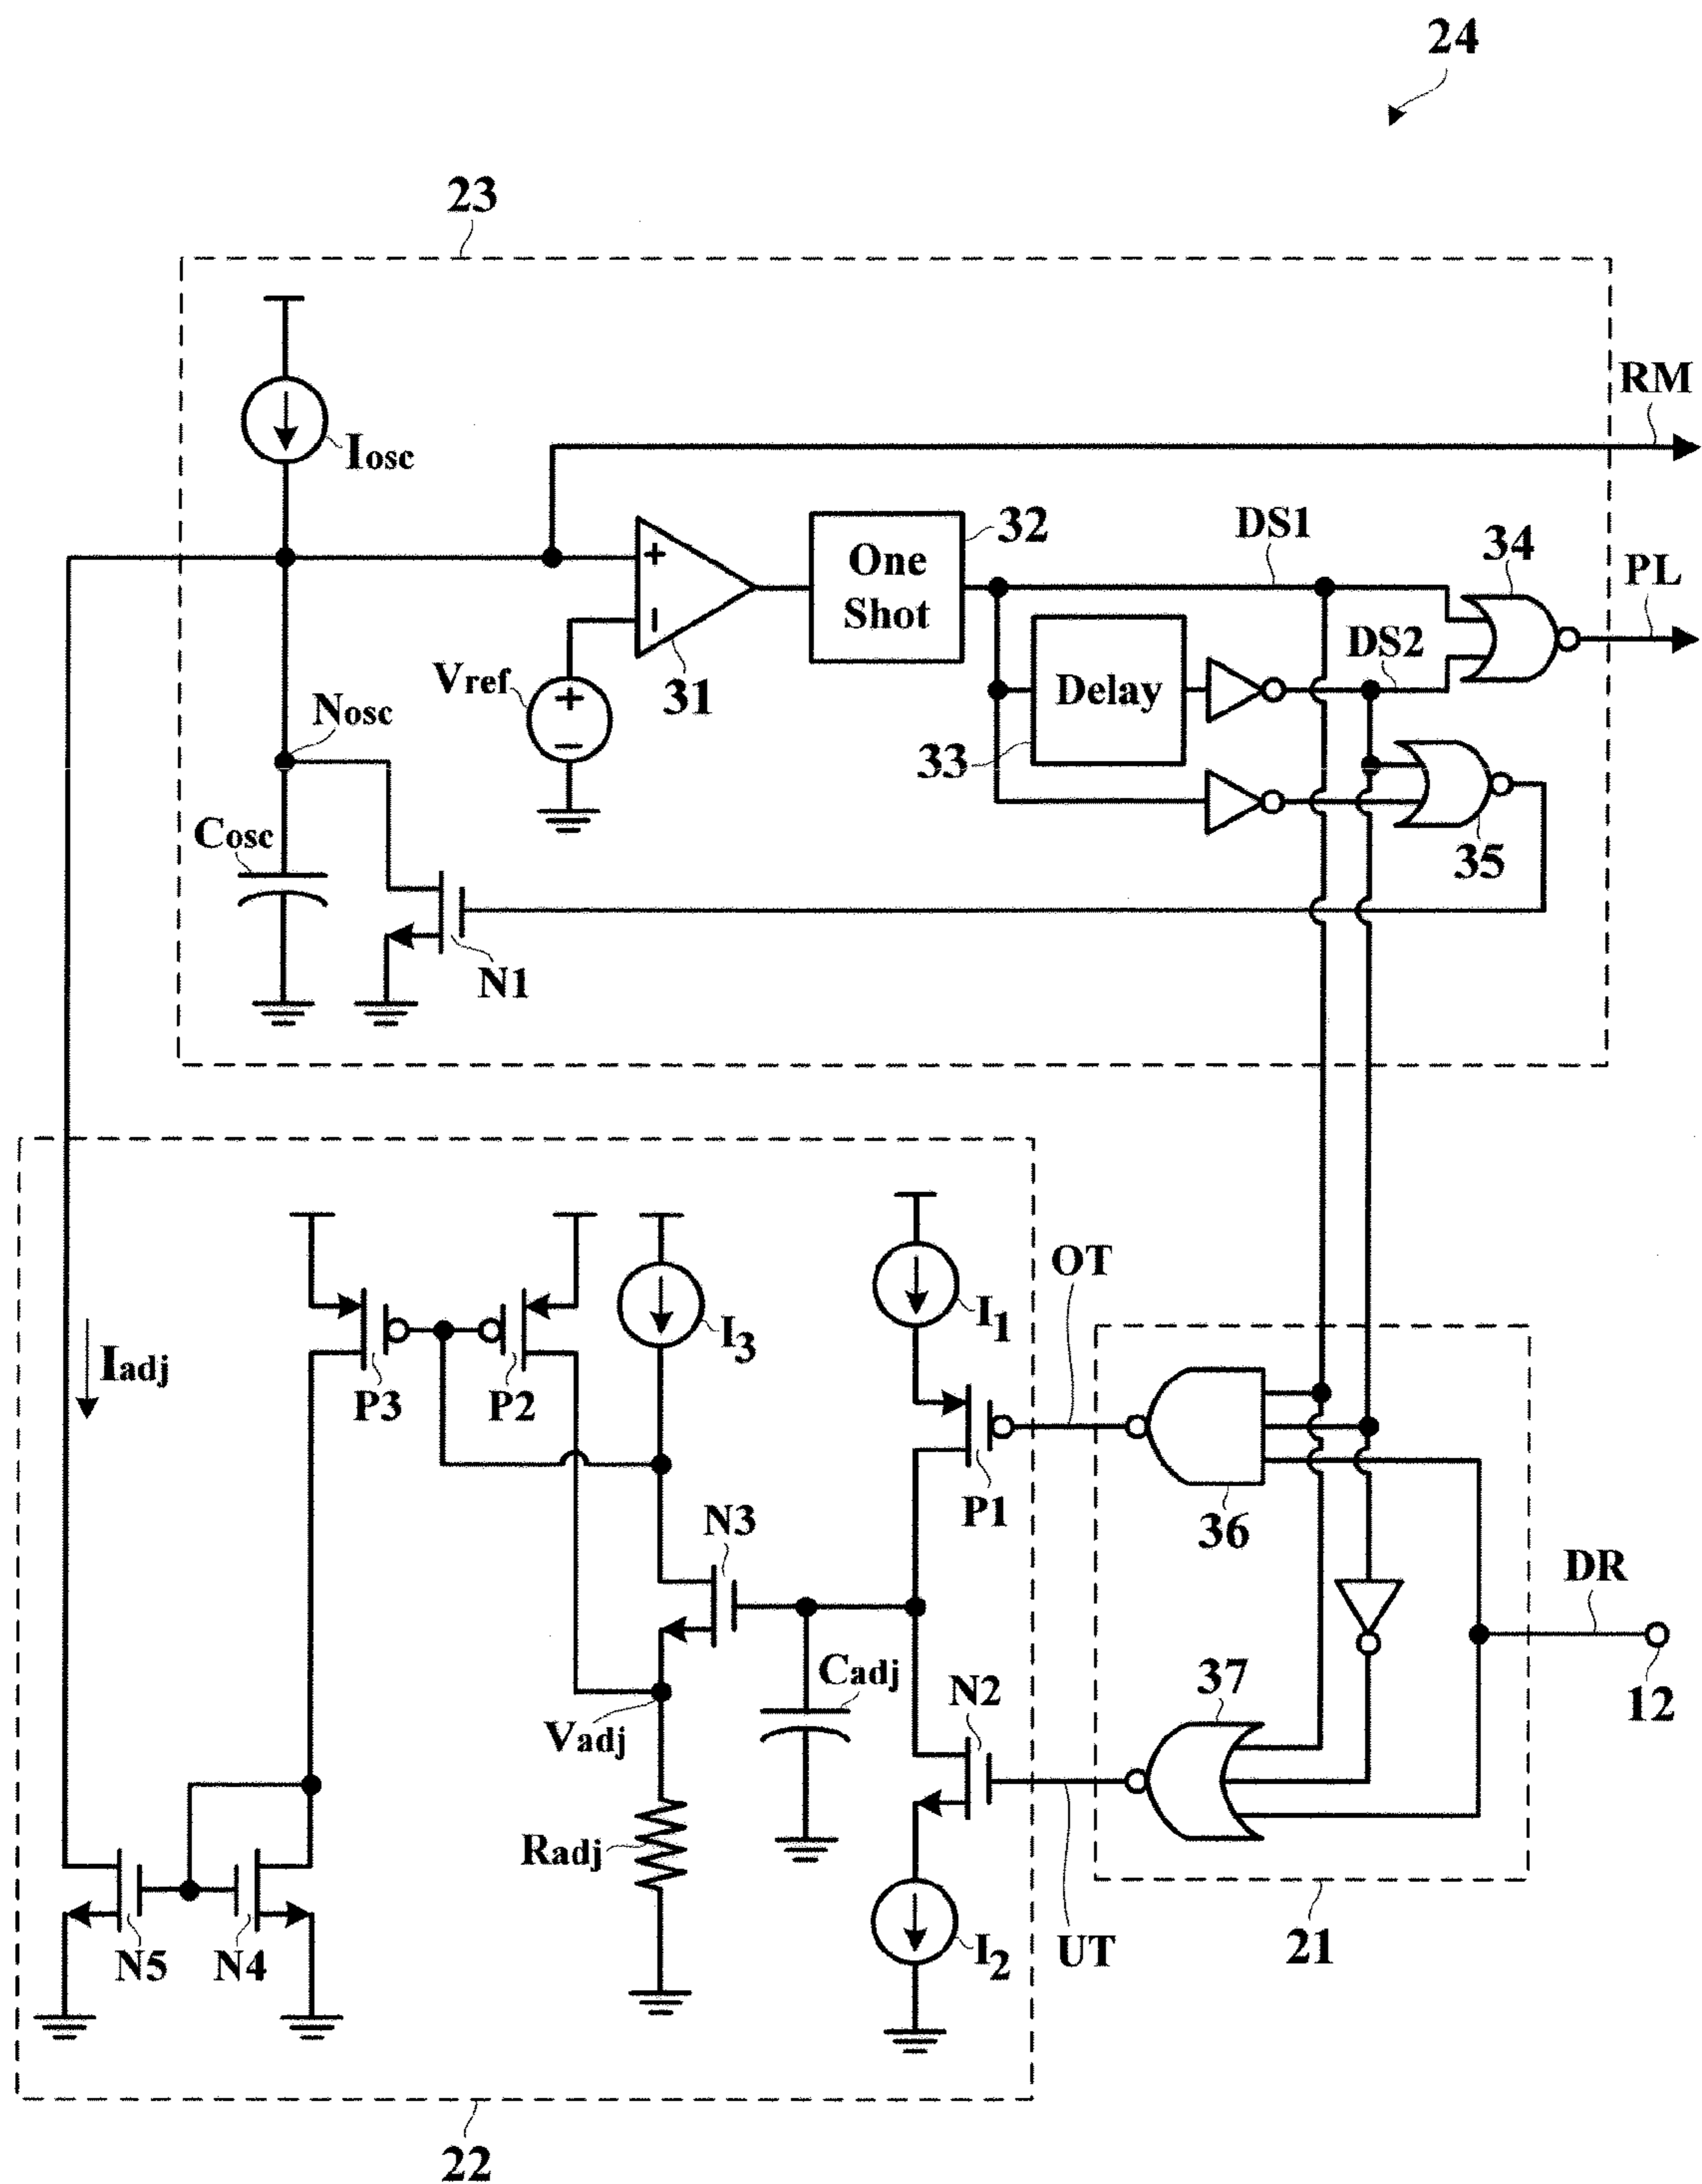 24
23
RM
Iosc
DS1
32
34
One
Shot
PL
DS2
+
−
Vref
+
−
31
Delay
Nosc
33
Cosc
35
N1
OT
I1
I3
Iadj
P3
P2
P1
36
N3
DR
Cadj
N2
37
12
Vadj
Radj
N5
N4
I2
UT
21
22